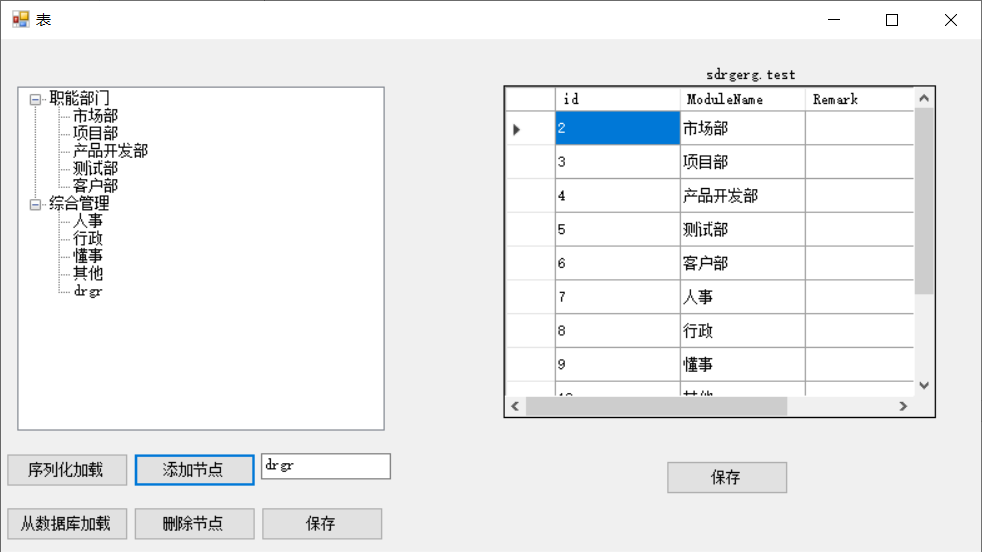 表
职能部门
市场部
项目部
产品开发部
测试部
客户部
综合管理
人事
行政
懂事
其他
drgr
序列化加载 添加节点 drgr
从数据库加载 删除节点 保存
sdrgerg.test
id ModuleName Remark
2 市场部
3 项目部
4 产品开发部
5 测试部
6 客户部
7 人事
8 行政
9 懂事
10 其他
保存